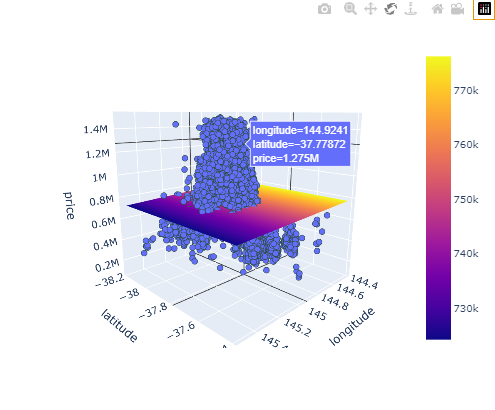 longitude=144.9241
latitude=−37.77872
price=1.275M
1.4M
1.2M
1M
0.8M
0.6M
0.4M
0.2M
price
−38.2
−38
−37.8
−37.6
latitude
144.4
144.6
144.8
145
145.2
longitude
770k
760k
750k
740k
730k